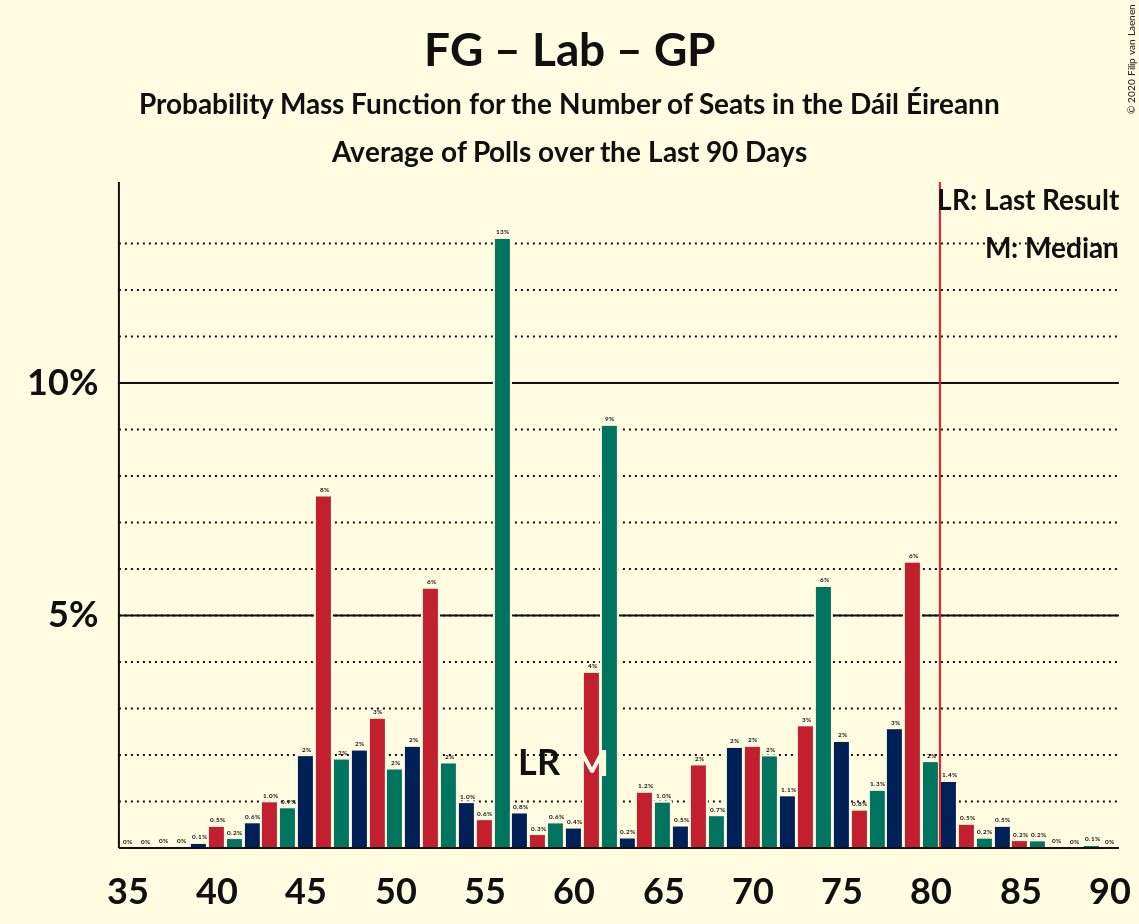 FG – Lab – GP
Probability Mass Function for the Number of Seats in the Dáil Éireann
Average of Polls over the Last 90 Days
© 2020 Filip van Laenen
LR: Last Result
M: Median
10%
5%
0% 0% 0% 0% 0.1% 0.5% 0.2% 0.6% 1.0% 0.9% 2% 8% 2% 2% 3% 2% 2% 6% 2% 1.0% 0.6% 13% 0.8% 0.3% 0.6% 0.4% 4% 9% 0.2% 1.2% 1.0% 0.5% 2% 0.7% 2% 2% 2% 1.1% 3% 6% 2% 0.8% 1.3% 3% 6% 2% 1.4% 0.5% 0.2% 0.5% 0.2% 0.2% 0% 0% 0.1% 0%
LR M
35 40 45 50 55 60 65 70 75 80 85 90